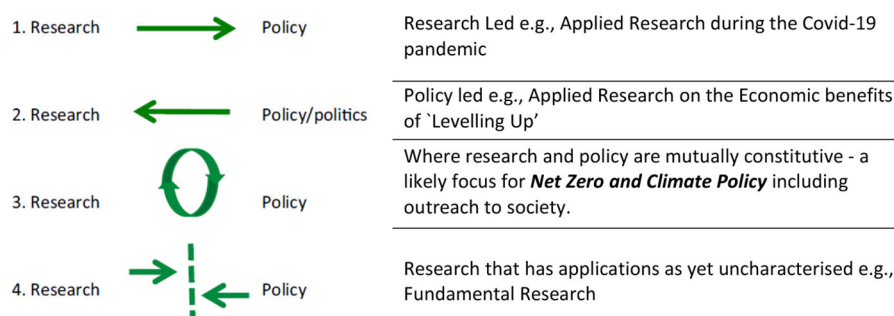 1. Research Policy Research Led e.g., Applied Research during the Covid-19
pandemic
2. Research Policy/politics Policy led e.g., Applied Research on the Economic benefits
of `Levelling Up’
3. Research Policy Where research and policy are mutually constitutive - a
likely focus for Net Zero and Climate Policy including
outreach to society.
4. Research Policy Research that has applications as yet uncharacterised e.g.,
Fundamental Research